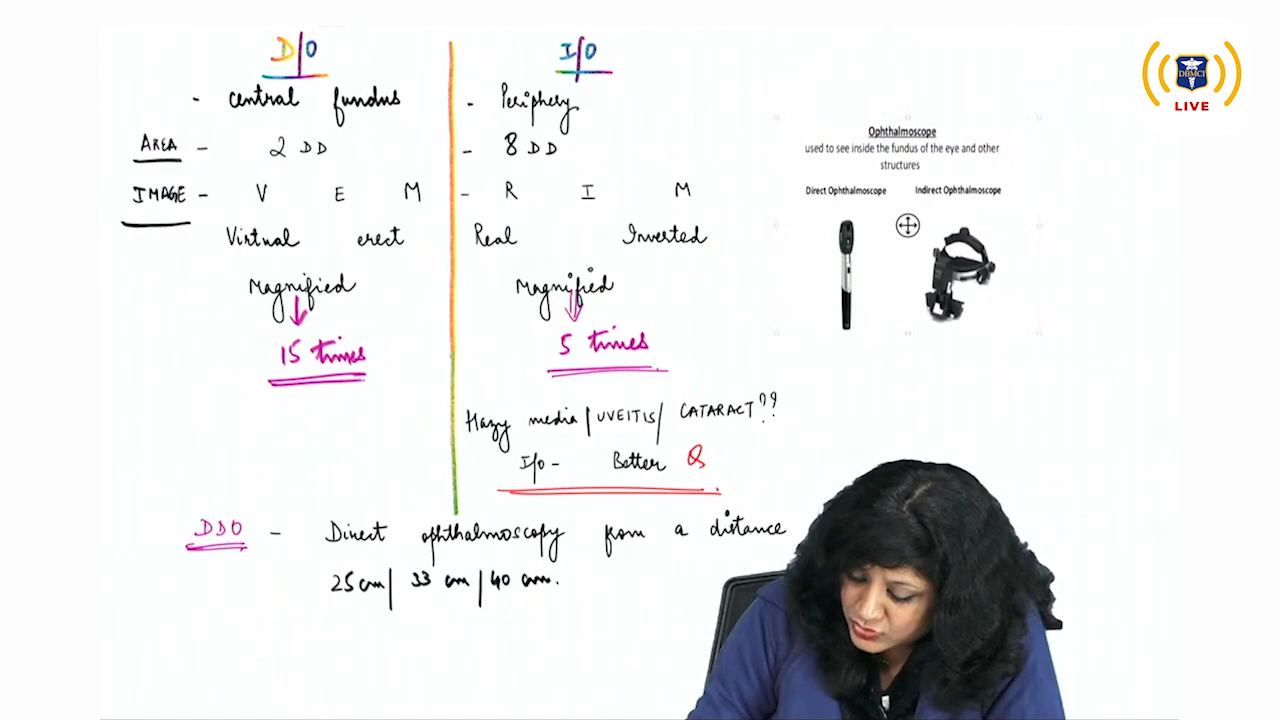 D/O
- Central fundus
AREA - 2 DD
IMAGE - V E M
Virtual erect
Magnified
15 times
I/O
- Periphery
- 8 DD
- R I M
Real Inverted
Magnified
5 times
Hazy media / UVEITIS / CATARACT??
I/O - Better Q
DDO - Direct ophthalmoscopy from a distance
25 cm / 33 cm / 40 cm.
Ophthalmoscope
used to see inside the fundus of the eye and other
structures
Direct Ophthalmoscope Indirect Ophthalmoscope
DBMCI
LIVE